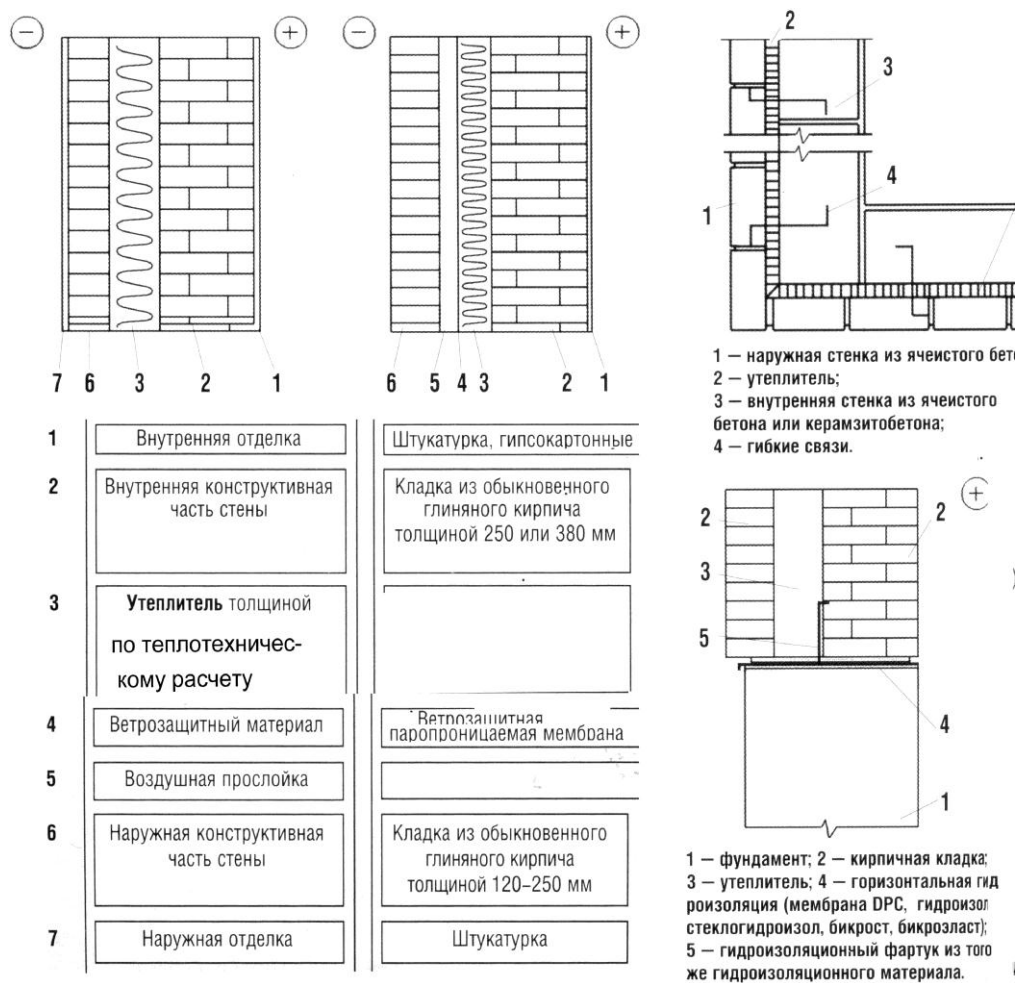 − + − +
7 6 3 2 1
6 5 4 3 2 1
1
Внутренняя отделка
Штукатурка, гипсокартонные
2
Внутренняя конструктивная
часть стены
Кладка из обыкновенного
глиняного кирпича
толщиной 250 или 380 мм
3
Утеплитель толщиной
по теплотехничес-
кому расчету
4
Ветрозащитный материал
Ветрозащитная
паропроницаемая мембрана
5
Воздушная прослойка
6
Наружная конструктивная
часть стены
Кладка из обыкновенного
глиняного кирпича
толщиной 120–250 мм
7
Наружная отделка
Штукатурка
2
3
4
1
1 — наружная стенка из ячеистого бето
2 — утеплитель;
3 — внутренняя стенка из ячеистого
бетона или керамзитобетона;
4 — гибкие связи.
+
2
2
3
5
4
1
1 — фундамент; 2 — кирпичная кладка;
3 — утеплитель; 4 — горизонтальная гид
роизоляция (мембрана DPC, гидроизол
стеклогидроизол, бикрост, бикроэласт);
5 — гидроизоляционный фартук из того
же гидроизоляционного материала.